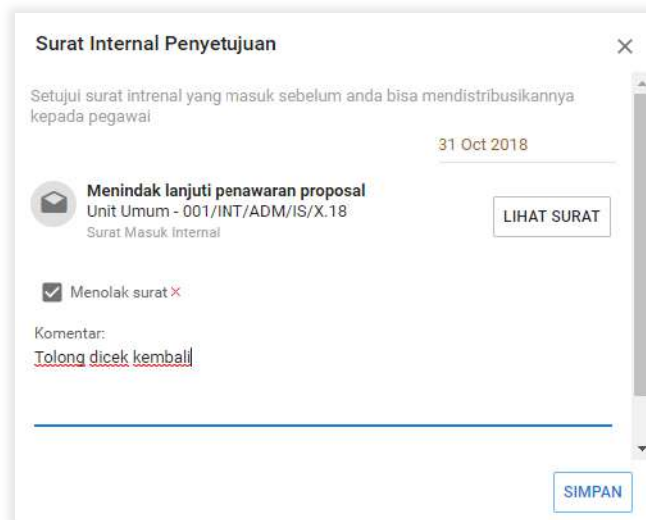 Surat Internal Penyetujuan
Setujui surat intrenal yang masuk sebelum anda bisa mendistribusikannya
kepada pegawai
31 Oct 2018
Menindak lanjuti penawaran proposal
Unit Umum - 001/INT/ADM/IS/X.18
Surat Masuk Internal
LIHAT SURAT
Menolak surat
Komentar:
Tolong dicek kembali
SIMPAN